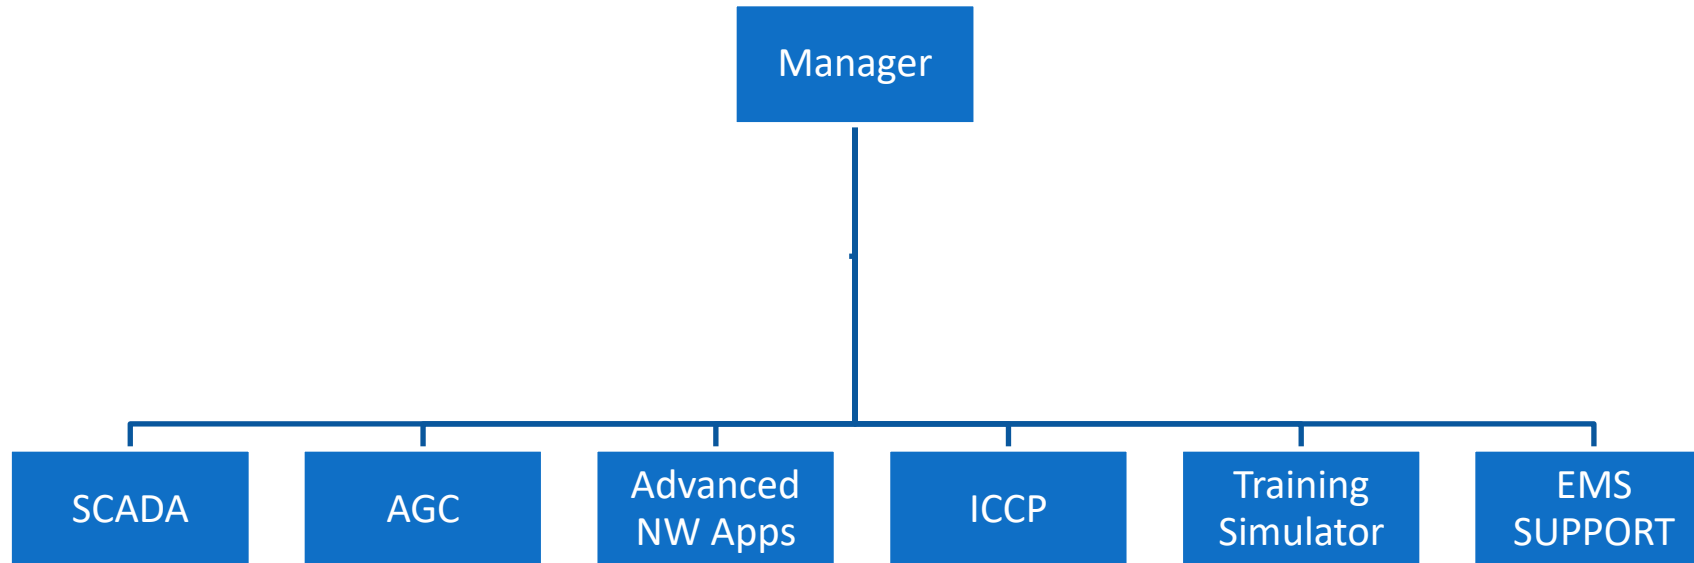 Manager
SCADA
AGC
Advanced
NW Apps
ICCP
Training
Simulator
EMS
SUPPORT